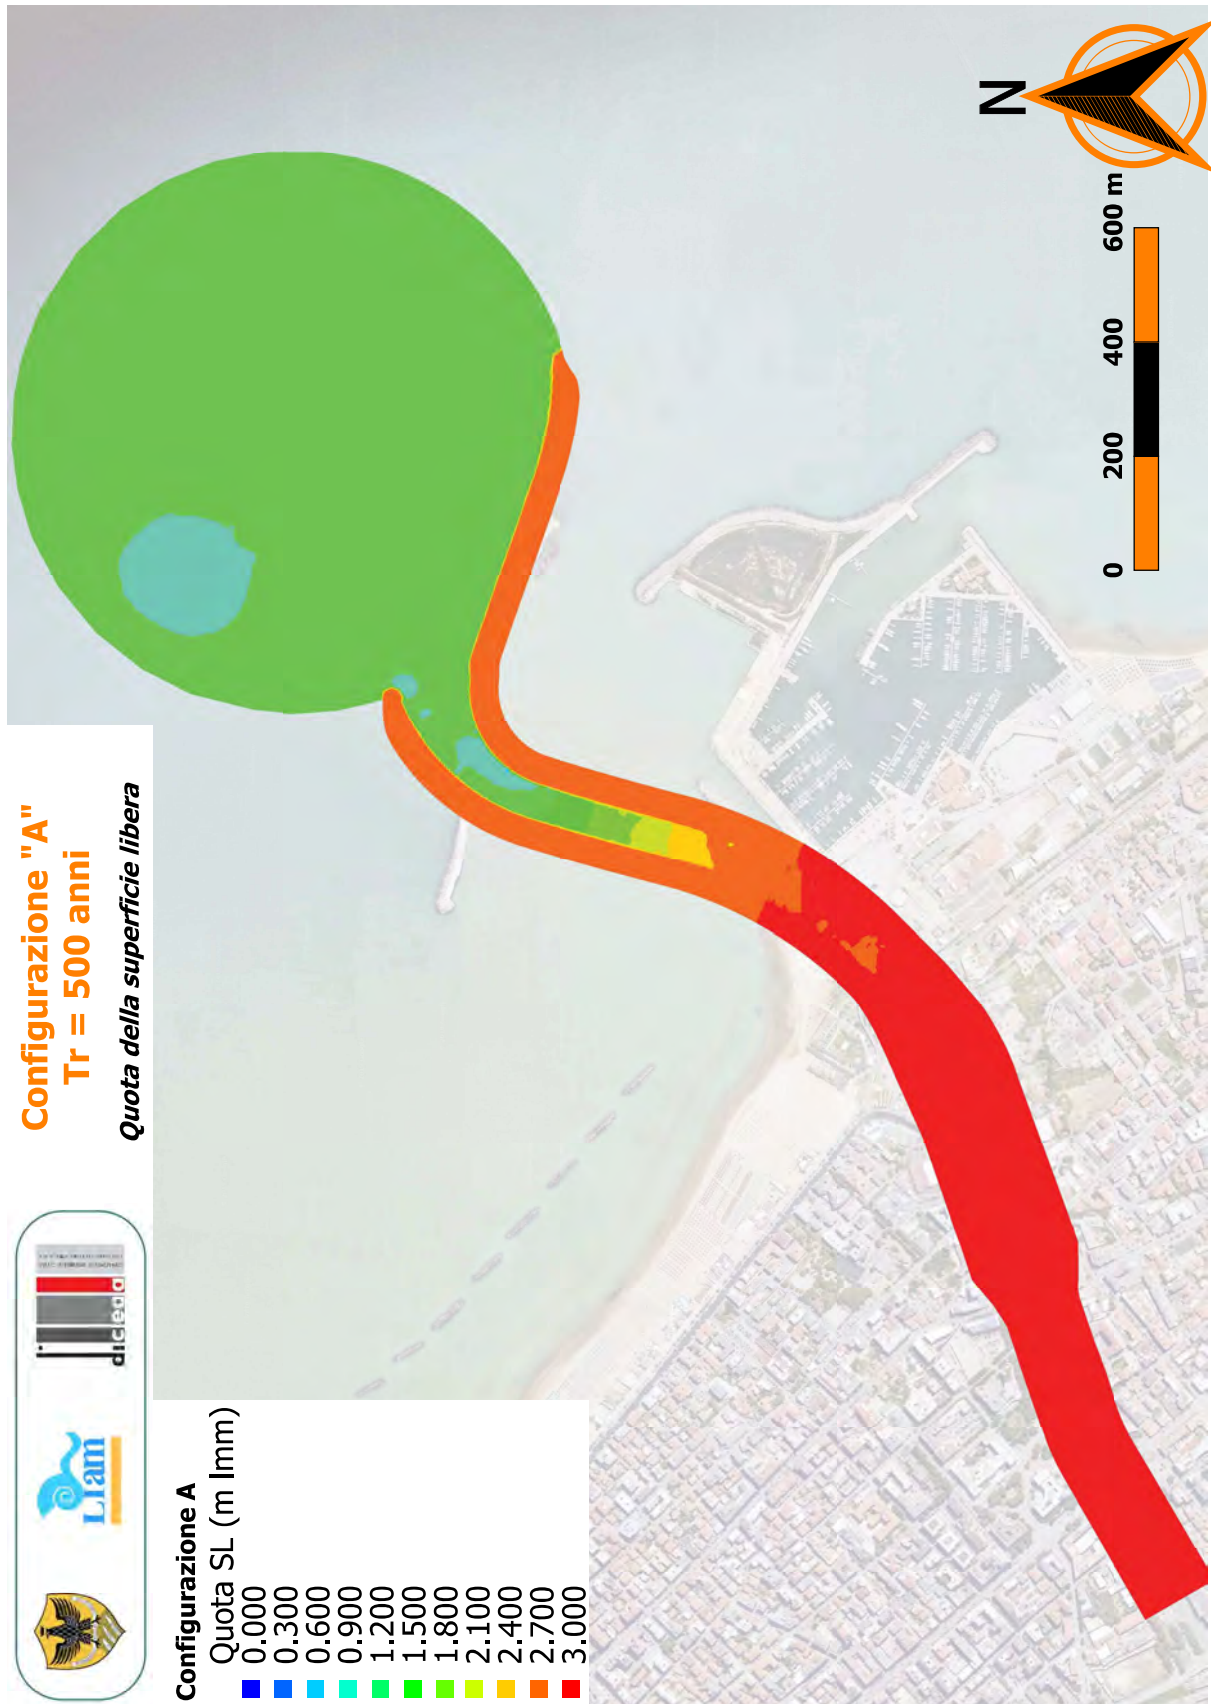 Configurazione "A"
Tr = 500 anni
Quota della superficie libera
LIam
diceaa
Configurazione A
Quota SL (m lmm)
0.000
0.300
0.600
0.900
1.200
1.500
1.800
2.100
2.400
2.700
3.000
N
0 200 400 600 m